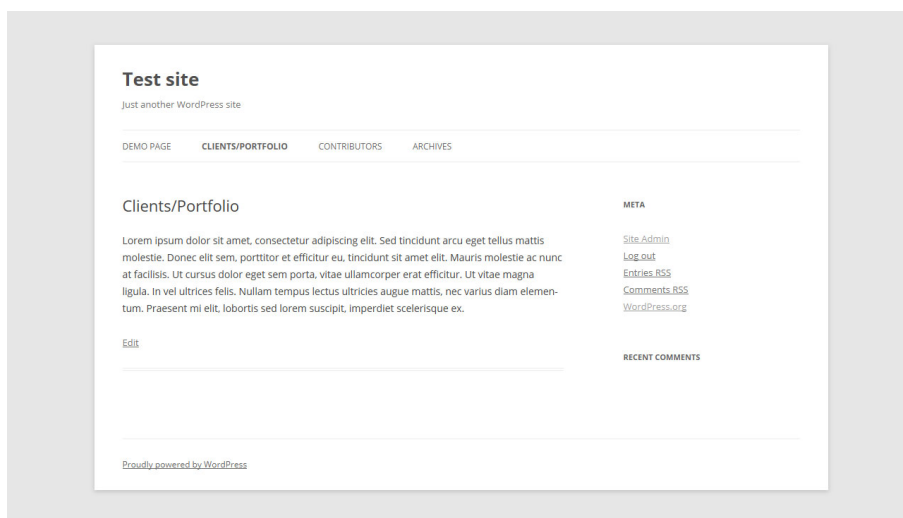 Test site
Just another WordPress site
DEMO PAGE CLIENTS/PORTFOLIO CONTRIBUTORS ARCHIVES
Clients/Portfolio
Lorem ipsum dolor sit amet, consectetur adipiscing elit. Sed tincidunt arcu eget tellus mattis
molestie. Donec elit sem, porttitor et efficitur eu, tincidunt sit amet elit. Mauris molestie ac nunc
at facilisis. Ut cursus dolor eget sem porta, vitae ullamcorper erat efficitur. Ut vitae magna
ligula. In vel ultrices felis. Nullam tempus lectus ultricies augue mattis, nec varius diam elemen-
tum. Praesent mi elit, lobortis sed lorem suscipit, imperdiet scelerisque ex.
Edit
META
Site Admin
Log out
Entries RSS
Comments RSS
WordPress.org
RECENT COMMENTS
Proudly powered by WordPress